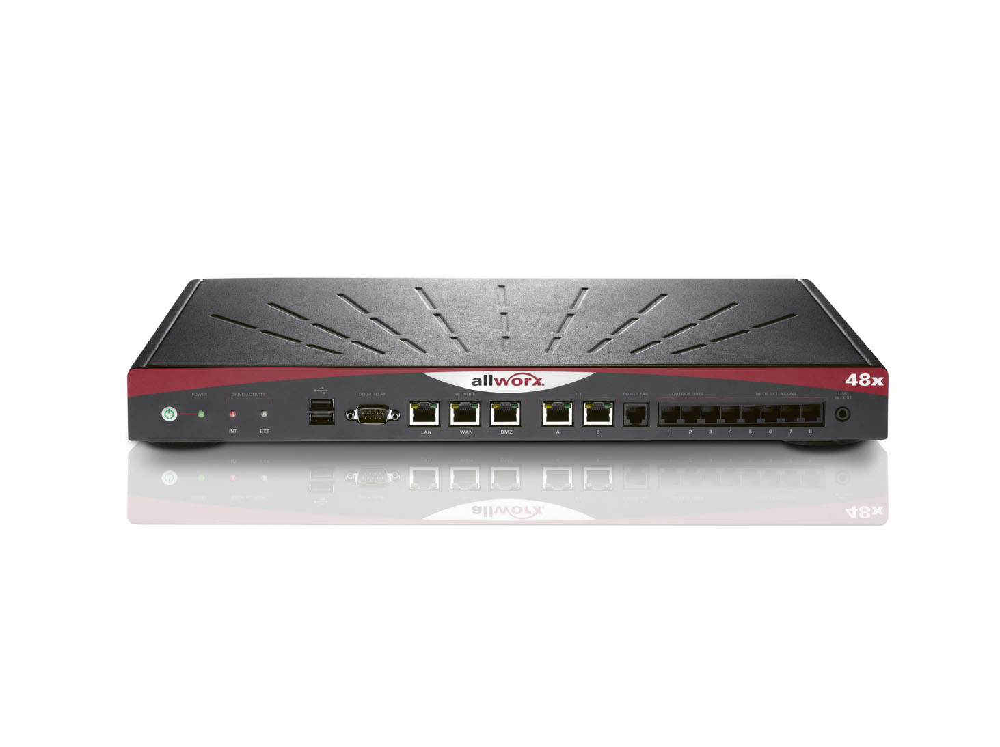 allworx®
48x
POWER
DRIVE ACTIVITY
INT
EXT
DOOR RELAY
NETWORK
LAN
WAN
DMZ
T 1
A
B
POWER FAIL
OUTSIDE LINES
INSIDE EXTENSIONS
1 2 3 4 5 6 7 8
LINE
IN / OUT